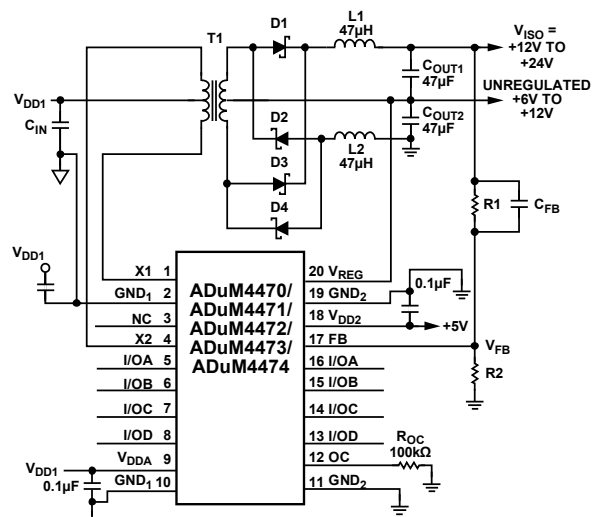 T1
D1
L1
47µH
V_ISO =
+12V TO
+24V
C_OUT1
47µF
UNREGULATED
+6V TO
+12V
V_DD1
C_IN
D2
C_OUT2
47µF
L2
47µH
D3
D4
R1
C_FB
V_DD1
X1 1
GND₁ 2
NC 3
X2 4
I/OA 5
I/OB 6
I/OC 7
I/OD 8
V_DDA 9
GND₁ 10
V_DD1
0.1µF
ADuM4470/
ADuM4471/
ADuM4472/
ADuM4473/
ADuM4474
20 V_REG
19 GND₂
18 V_DD2
17 FB
16 I/OA
15 I/OB
14 I/OC
13 I/OD
12 OC
11 GND₂
0.1µF
+5V
V_FB
R2
R_OC
100kΩ